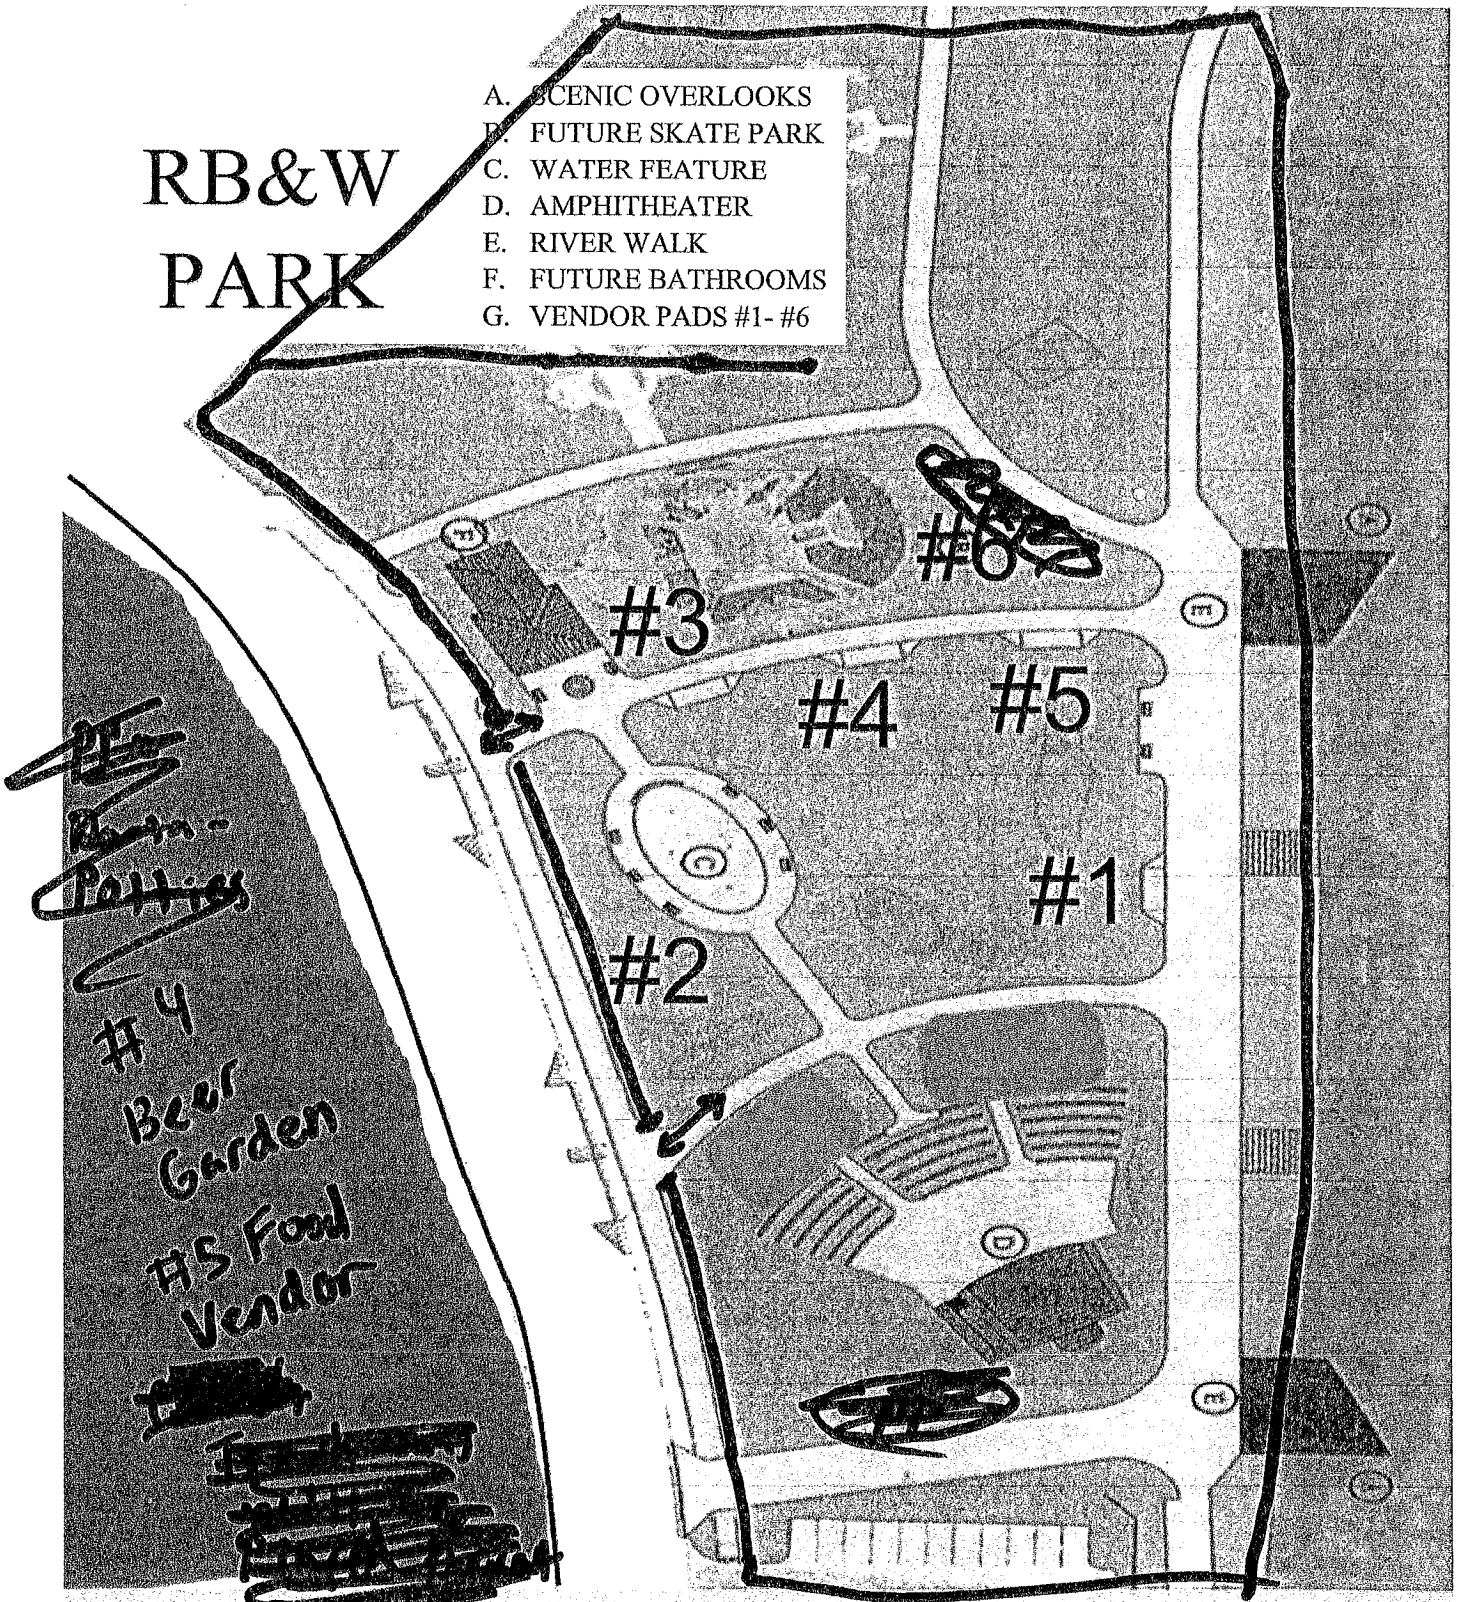 RB&W
PARK
A. SCENIC OVERLOOKS
B. FUTURE SKATE PARK
C. WATER FEATURE
D. AMPHITHEATER
E. RIVER WALK
F. FUTURE BATHROOMS
G. VENDOR PADS #1- #6
F
#6
#3
E
#4
#5
C
#1
#2
Potties
#4
Beer
Garden
#5 Food
Vendor
D
E